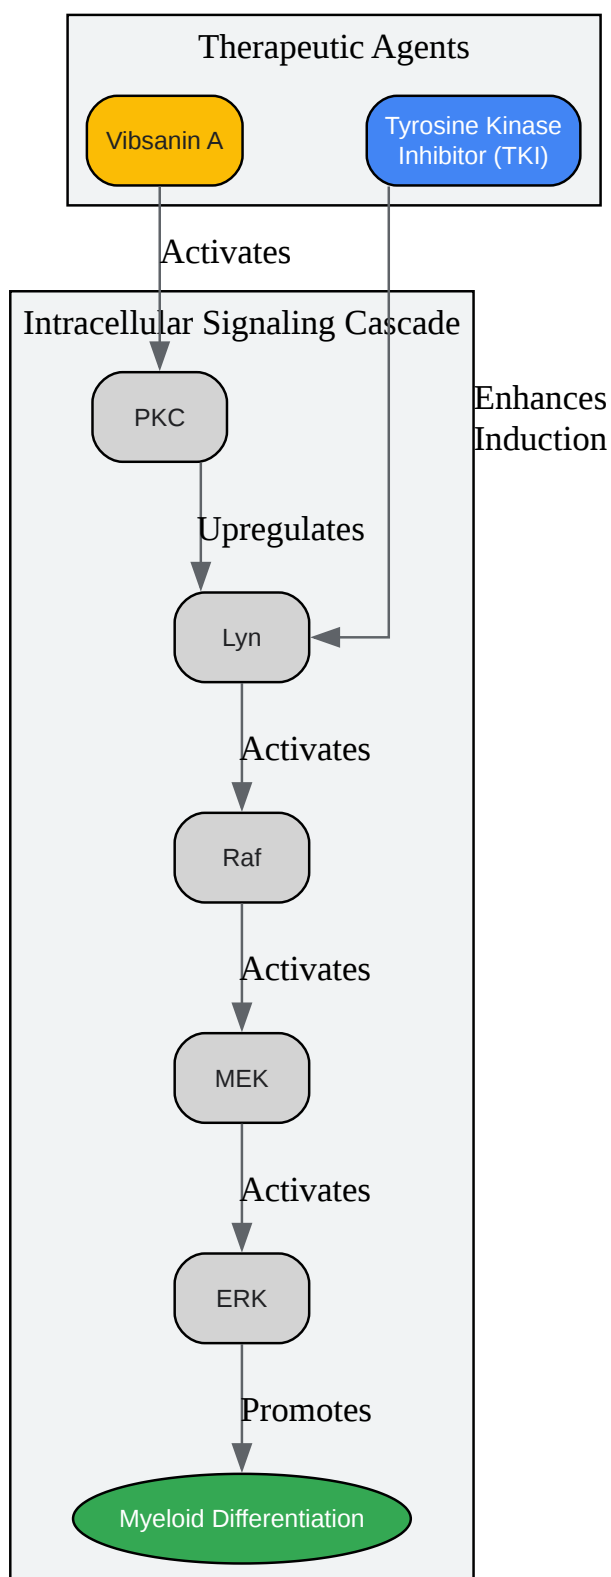 Therapeutic Agents
Vibsanin A
Tyrosine Kinase
Inhibitor (TKI)
Activates
Intracellular Signaling Cascade
Enhances
Induction
PKC
Upregulates
Lyn
Activates
Raf
Activates
MEK
Activates
ERK
Promotes
Myeloid Differentiation